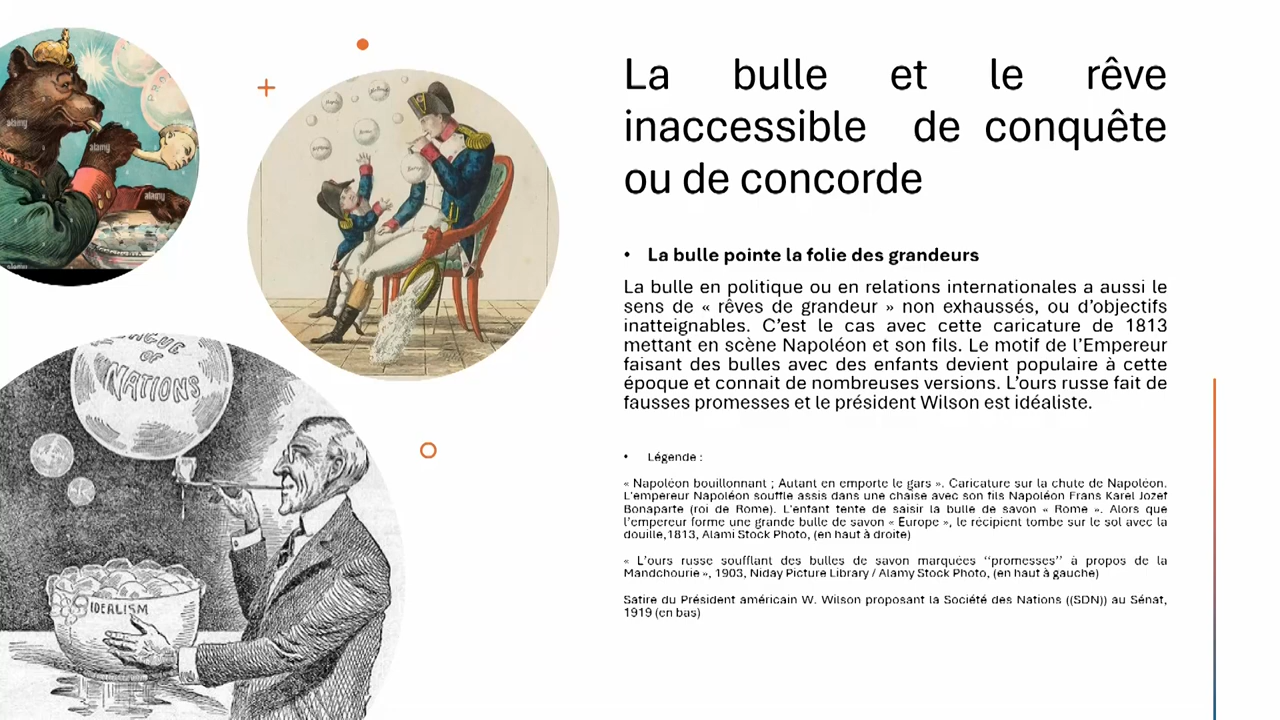 La bulle et le rêve
inaccessible de conquête
ou de concorde
• La bulle pointe la folie des grandeurs
La bulle en politique ou en relations internationales a aussi le
sens de « rêves de grandeur » non exhaussés, ou d’objectifs
inatteignables. C’est le cas avec cette caricature de 1813
mettant en scène Napoléon et son fils. Le motif de l’Empereur
faisant des bulles avec des enfants devient populaire à cette
époque et connait de nombreuses versions. L’ours russe fait de
fausses promesses et le président Wilson est idéaliste.
• Légende :
« Napoléon bouillonnant ; Autant en emporte le gars ». Caricature sur la chute de Napoléon.
L’empereur Napoléon souffle assis dans une chaise avec son fils Napoléon Frans Karel Jozef
Bonaparte (roi de Rome). L’enfant tente de saisir la bulle de savon « Rome ». Alors que
l’empereur forme une grande bulle de savon « Europe », le récipient tombe sur le sol avec la
douille,1813, Alami Stock Photo, (en haut à droite)
« L’ours russe soufflant des bulles de savon marquées ‘‘promesses’’ à propos de la
Mandchourie », 1903, Niday Picture Library / Alamy Stock Photo, (en haut à gauche)
Satire du Président américain W. Wilson proposant la Société des Nations ((SDN)) au Sénat,
1919 (en bas)
alamy
alamy
alamy
OF
NATIONS
IDEALISM